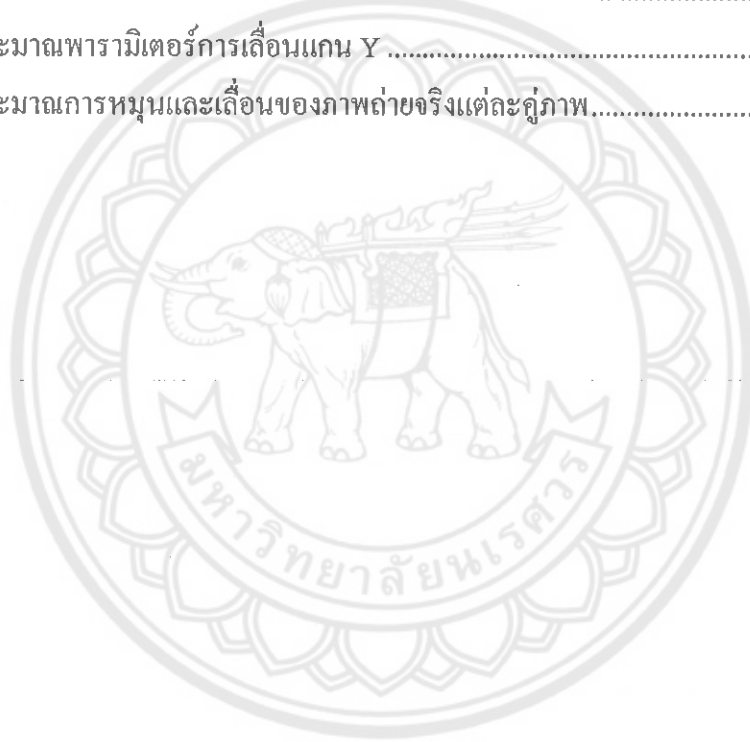 ะมาณพารามิเตอร์การเลื่อนแกน Y ................................................................
ะมาณการหมุนและเลื่อนของภาพถ่ายจริงแต่ละคู่ภาพ............................
มหาวิทยาลัยนเรศวร